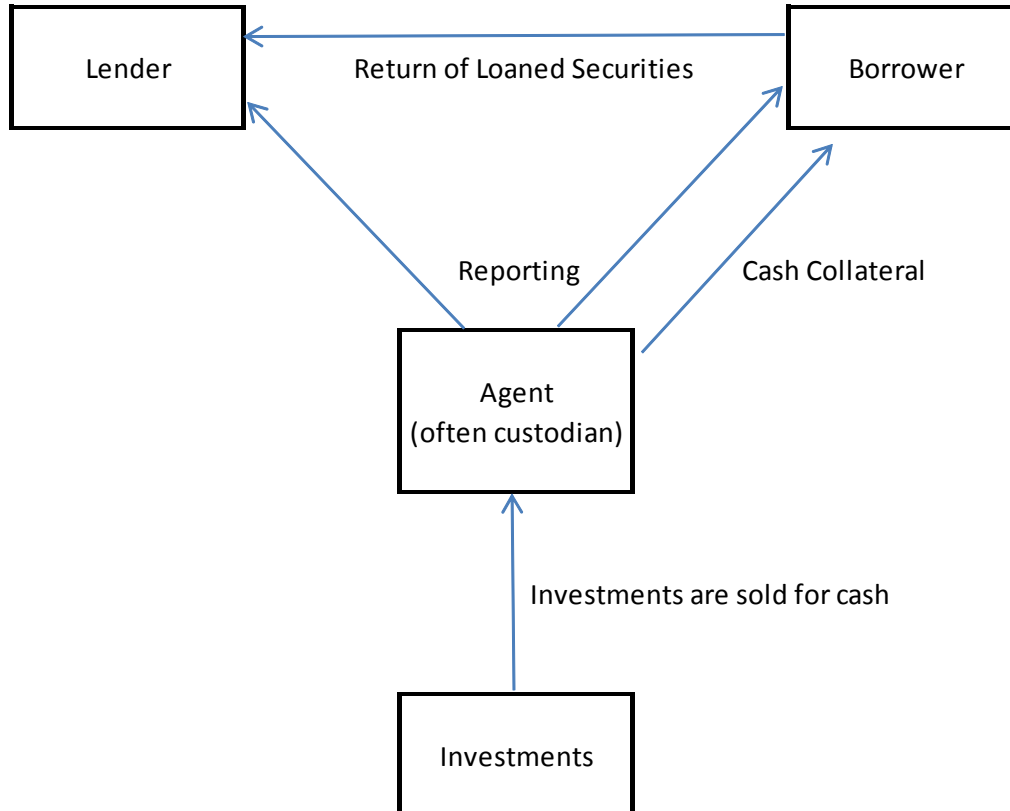 Lender
Return of Loaned Securities
Borrower
Reporting
Cash Collateral
Agent
(often custodian)
Investments are sold for cash
Investments